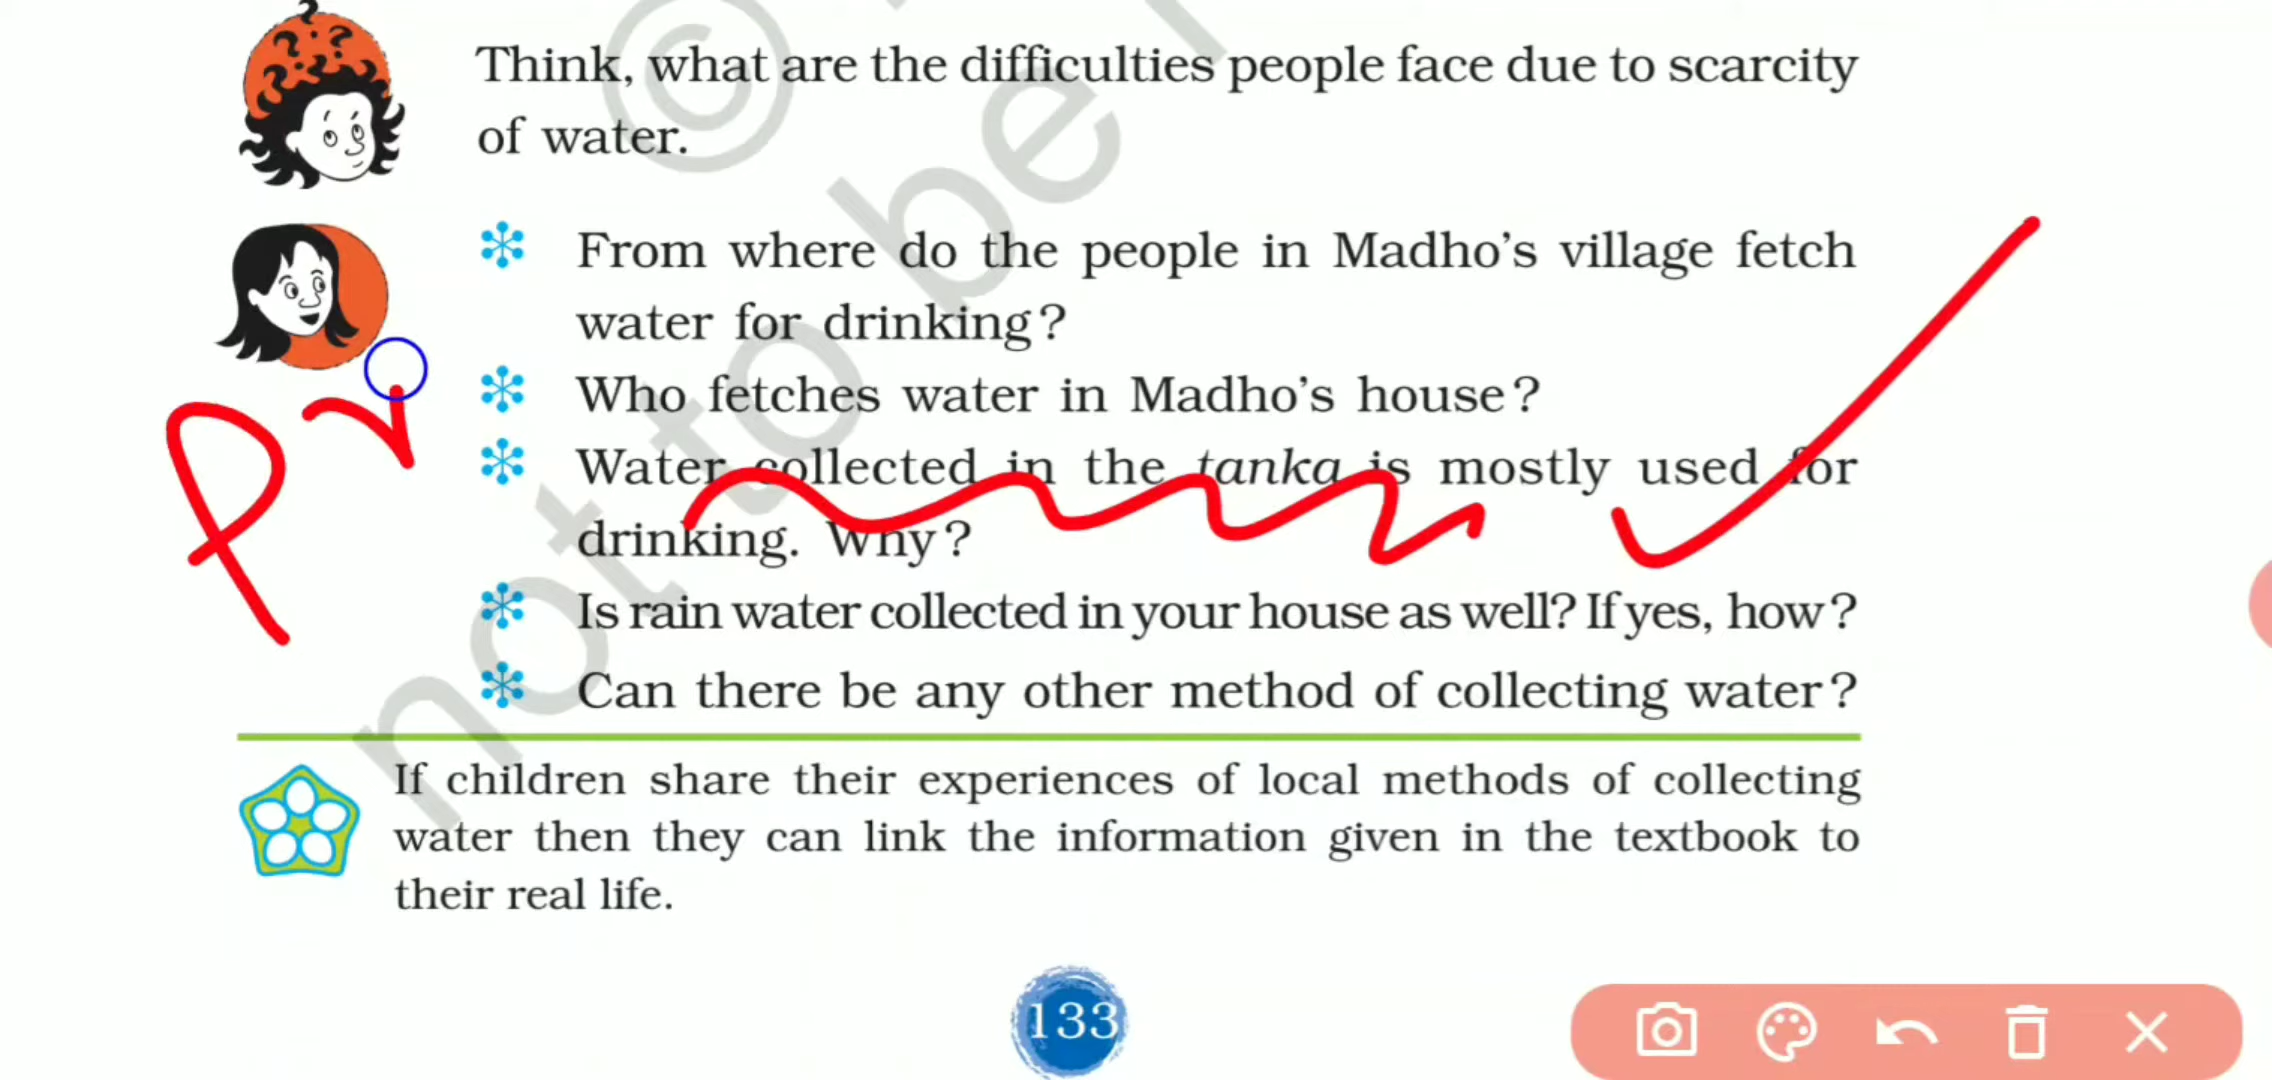 Think, what are the difficulties people face due to scarcity
of water.
From where do the people in Madho's village fetch
water for drinking?
Who fetches water in Madho's house?
Water collected in the tanka is mostly used for
drinking. Why?
Is rain water collected in your house as well? If yes, how?
Can there be any other method of collecting water?
If children share their experiences of local methods of collecting
water then they can link the information given in the textbook to
their real life.
133
© 
not to be